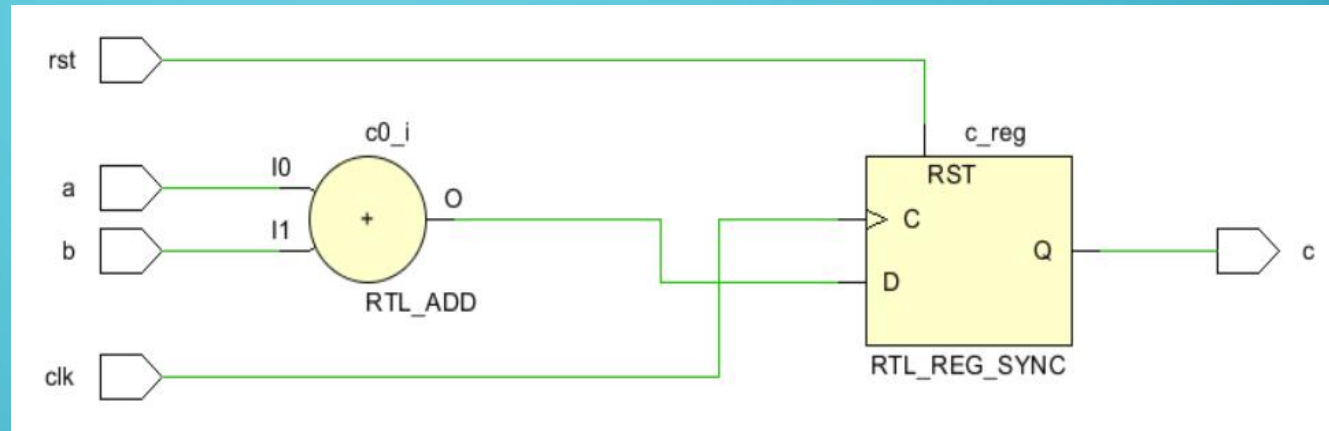 rst
c0_i
c_reg
RST
a
I0
O
+
C
b
I1
Q
c
D
RTL_ADD
clk
RTL_REG_SYNC